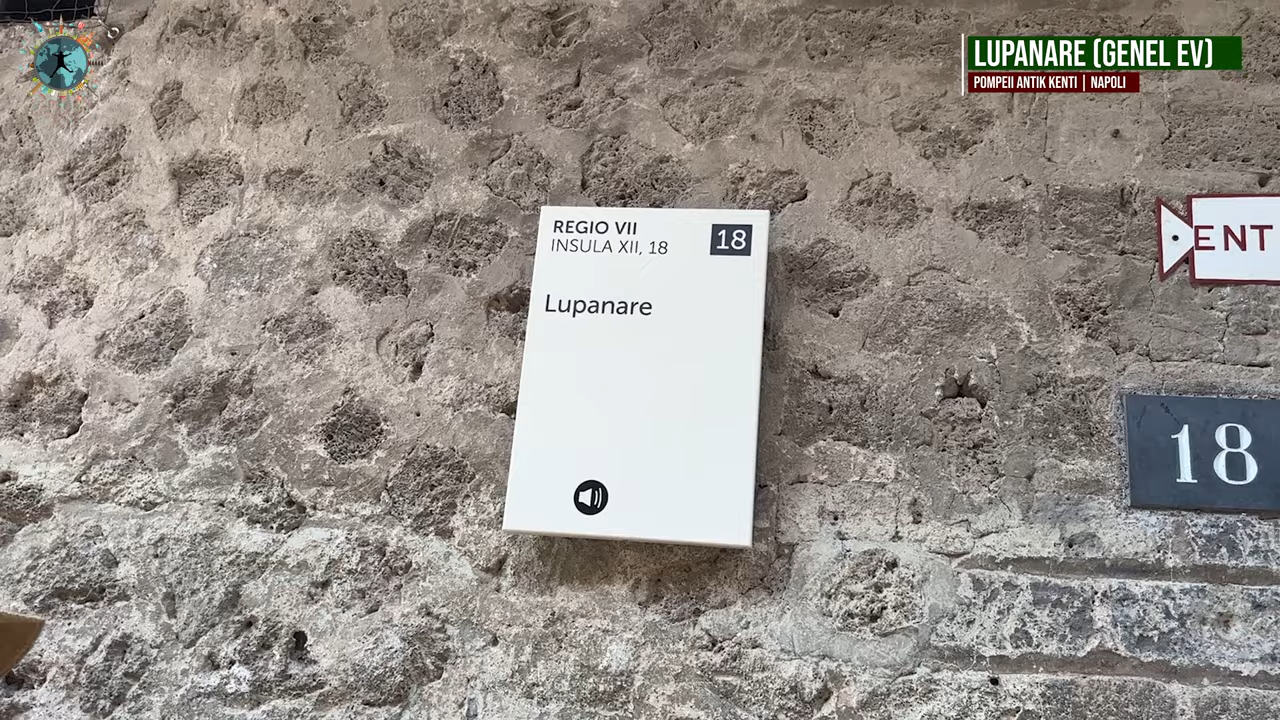 LUPANARE (GENEL EV)
POMPEII ANTIK KENTI | NAPOLI
REGIO VII
INSULA XII, 18
18
Lupanare
ENT
18